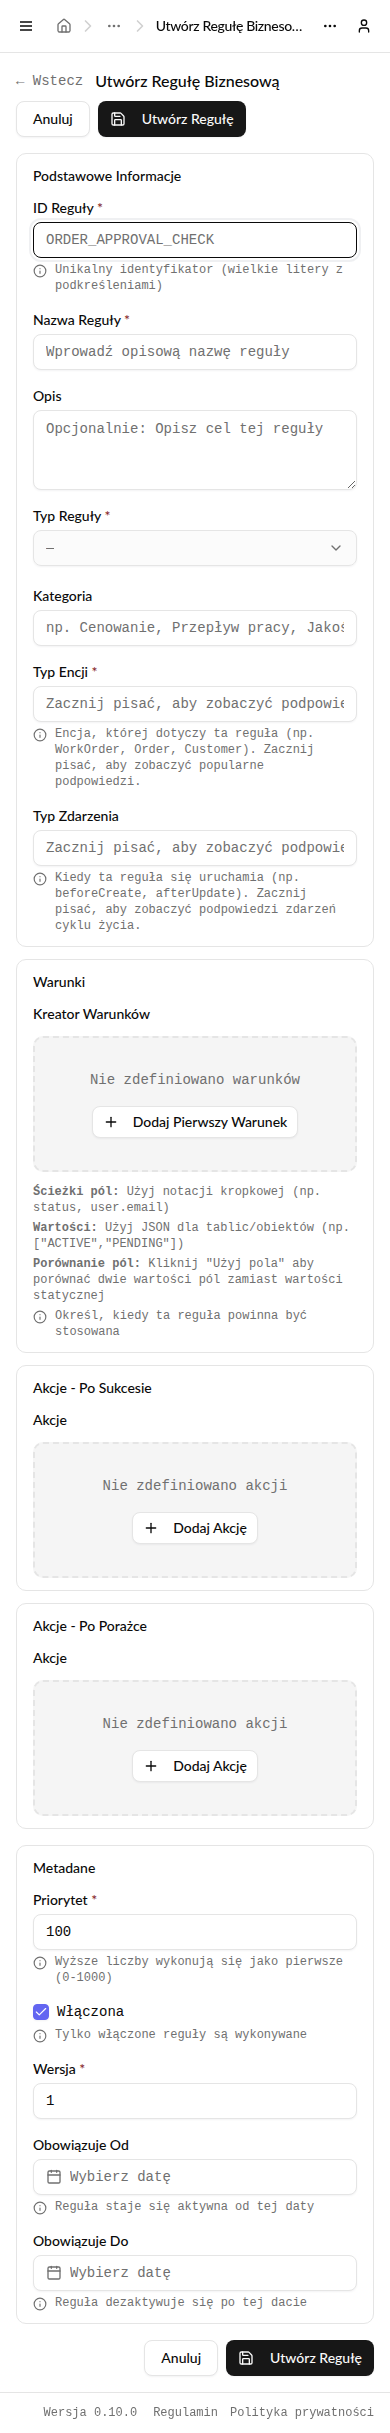 Utwórz Regułę Bizneso...
← Wstecz Utwórz Regułę Biznesową
Anuluj Utwórz Regułę
Podstawowe Informacje
ID Reguły *
ORDER_APPROVAL_CHECK
Unikalny identyfikator (wielkie litery z
podkreśleniami)
Nazwa Reguły *
Wprowadź opisową nazwę reguły
Opis
Opcjonalnie: Opisz cel tej reguły
Typ Reguły *
—
Kategoria
np. Cenowanie, Przepływ pracy, Jakoś
Typ Encji *
Zacznij pisać, aby zobaczyć podpowie
Encja, której dotyczy ta reguła (np.
WorkOrder, Order, Customer). Zacznij
pisać, aby zobaczyć popularne
podpowiedzi.
Typ Zdarzenia
Zacznij pisać, aby zobaczyć podpowie
Kiedy ta reguła się uruchamia (np.
beforeCreate, afterUpdate). Zacznij
pisać, aby zobaczyć podpowiedzi zdarzeń
cyklu życia.
Warunki
Kreator Warunków
Nie zdefiniowano warunków
Dodaj Pierwszy Warunek
Ścieżki pól: Użyj notacji kropkowej (np.
status, user.email)
Wartości: Użyj JSON dla tablic/obiektów (np.
["ACTIVE","PENDING"])
Porównanie pól: Kliknij "Użyj pola" aby
porównać dwie wartości pól zamiast wartości
statycznej
Określ, kiedy ta reguła powinna być
stosowana
Akcje - Po Sukcesie
Akcje
Nie zdefiniowano akcji
Dodaj Akcję
Akcje - Po Porażce
Akcje
Nie zdefiniowano akcji
Dodaj Akcję
Metadane
Priorytet *
100
Wyższe liczby wykonują się jako pierwsze
(0-1000)
Włączona
Tylko włączone reguły są wykonywane
Wersja *
1
Obowiązuje Od
Wybierz datę
Reguła staje się aktywna od tej daty
Obowiązuje Do
Wybierz datę
Reguła dezaktywuje się po tej dacie
Anuluj Utwórz Regułę
Wersja 0.10.0 Regulamin Polityka prywatności